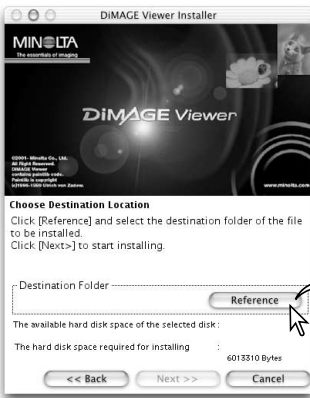 DiMAGE Viewer Installer
MINOLTA
The essentials of imaging
DiMAGE Viewer
©2001- Minolta Co., Ltd.
All Right Reserved.
DiMAGE Viewer
contains paintlib code.
Paintlib is copyright
(c)1996-1999 Ulrich von Zadow.
www.minolta.com
Choose Destination Location
Click [Reference] and select the destination folder of the file
to be installed.
Click [Next>] to start installing.
Destination Folder
Reference
The available hard disk space of the selected disk :
The hard disk space required for installing :
6013310 Bytes
<< Back Next >> Cancel